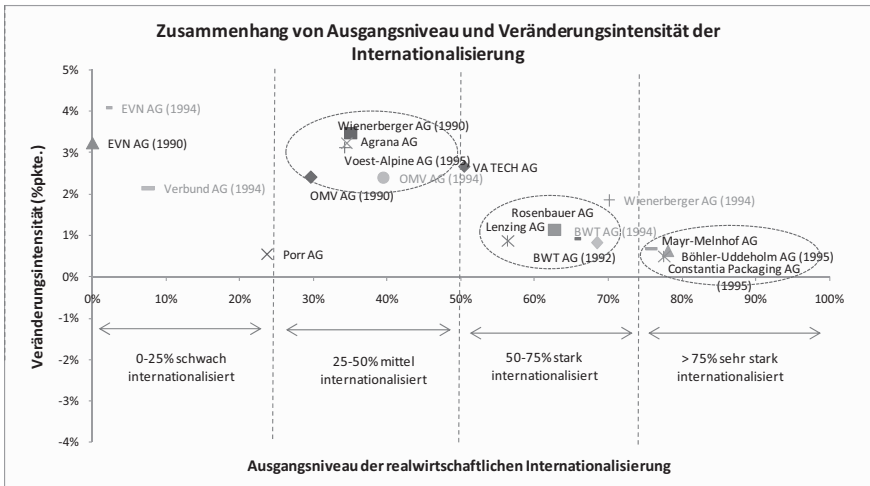 Zusammenhang von Ausgangsniveau und Veränderungsintensität der
Internationalisierung
Veränderungsintensität (%pkte.)
5%
4%
3%
2%
1%
0%
-1%
-2%
-3%
-4%
EVN AG (1994)
EVN AG (1990)
Verbund AG (1994)
Porr AG
Wienerberger AG (1990)
Agrana AG
Voest-Alpine AG (1995)
VA TECH AG
OMV AG (1994)
OMV AG (1990)
Wienerberger AG (1994)
Rosenbauer AG
Lenzing AG
BWT AG (1994)
BWT AG (1992)
Mayr-Melnhof AG
Böhler-Uddeholm AG (1995)
Constantia Packaging AG
(1995)
0% 10% 20% 30% 40% 50% 60% 70% 80% 90% 100%
0-25% schwach
internationalisiert
25-50% mittel
internationalisiert
50-75% stark
internationalisiert
> 75% sehr stark
internationalisiert
Ausgangsniveau der realwirtschaftlichen Internationalisierung